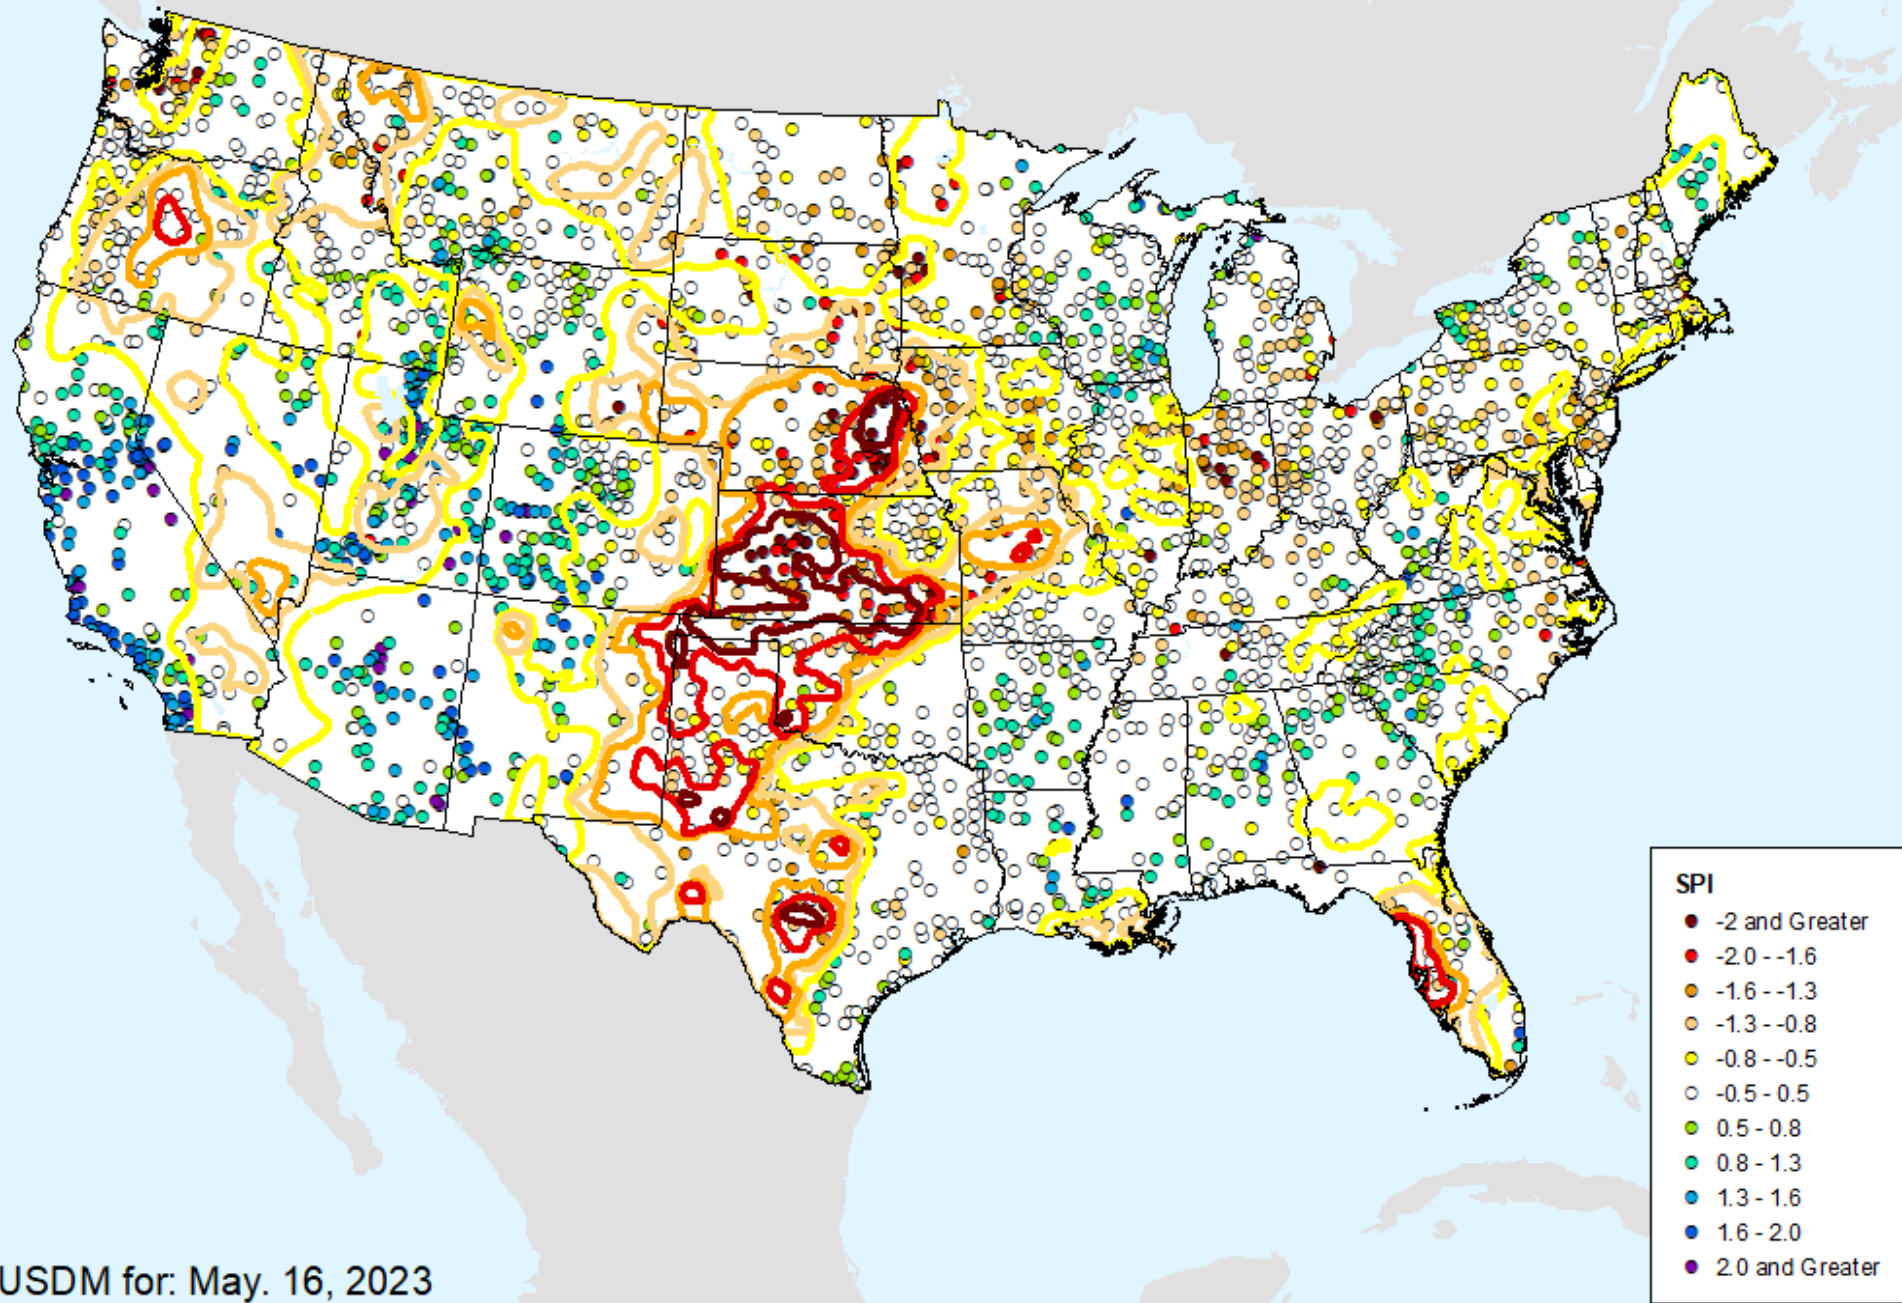 SPI
-2 and Greater
-2.0 - -1.6
-1.6 - -1.3
-1.3 - -0.8
-0.8 - -0.5
-0.5 - 0.5
0.5 - 0.8
0.8 - 1.3
1.3 - 1.6
1.6 - 2.0
2.0 and Greater
USDM for: May. 16, 2023